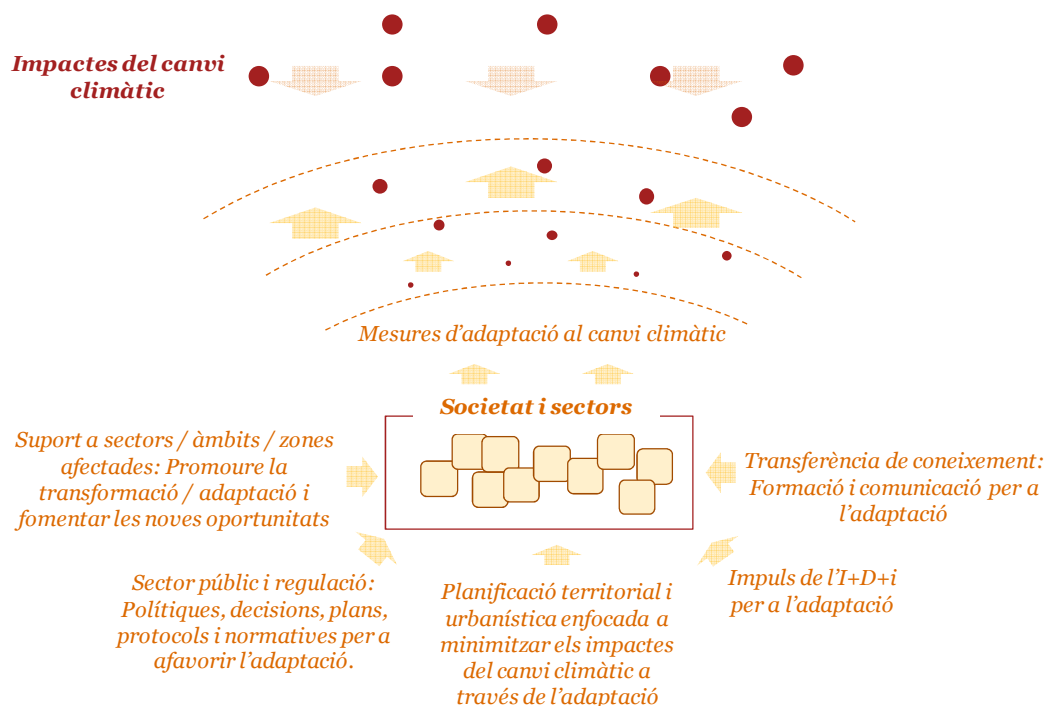 Impactes del canvi
climàtic
Mesures d'adaptació al canvi climàtic
Societat i sectors
Suport a sectors / àmbits / zones
afectades: Promoure la
transformació / adaptació i
fomentar les noves oportunitats
Transferència de coneixement:
Formació i comunicació per a
l'adaptació
Sector públic i regulació:
Polítiques, decisions, plans,
protocols i normatives per a
afavorir l'adaptació.
Planificació territorial i
urbanística enfocada a
minimitzar els impactes
del canvi climàtic a
través de l'adaptació
Impuls de l'I+D+i
per a l'adaptació